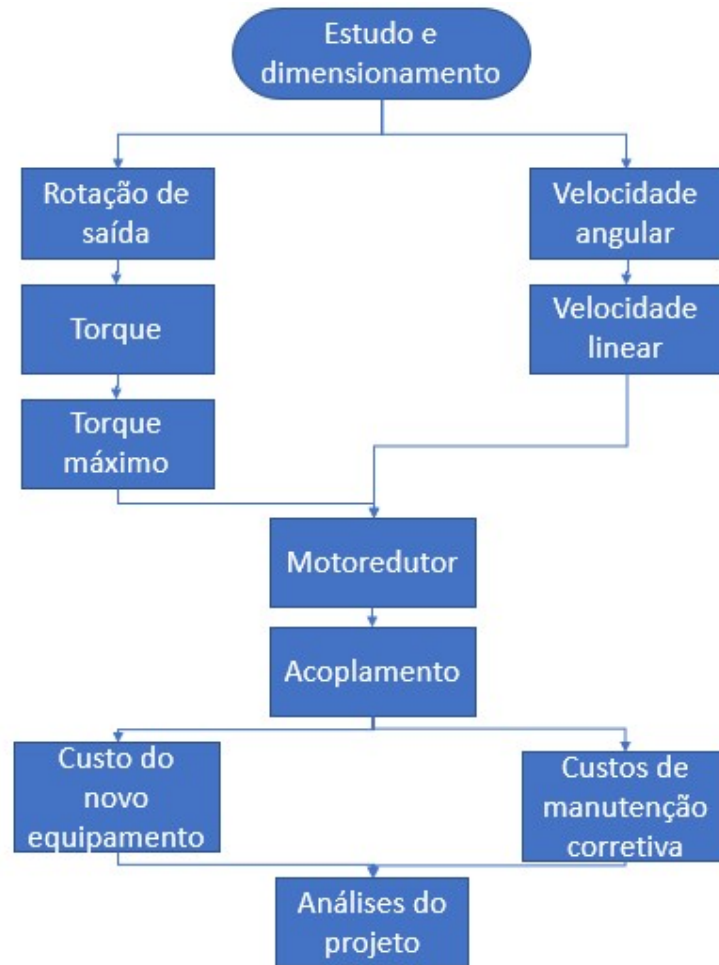 Estudo e
dimensionamento
Rotação de
saída
Velocidade
angular
Torque
Velocidade
linear
Torque
máximo
Motoredutor
Acoplamento
Custo do
novo
equipamento
Custos de
manutenção
corretiva
Análises do
projeto